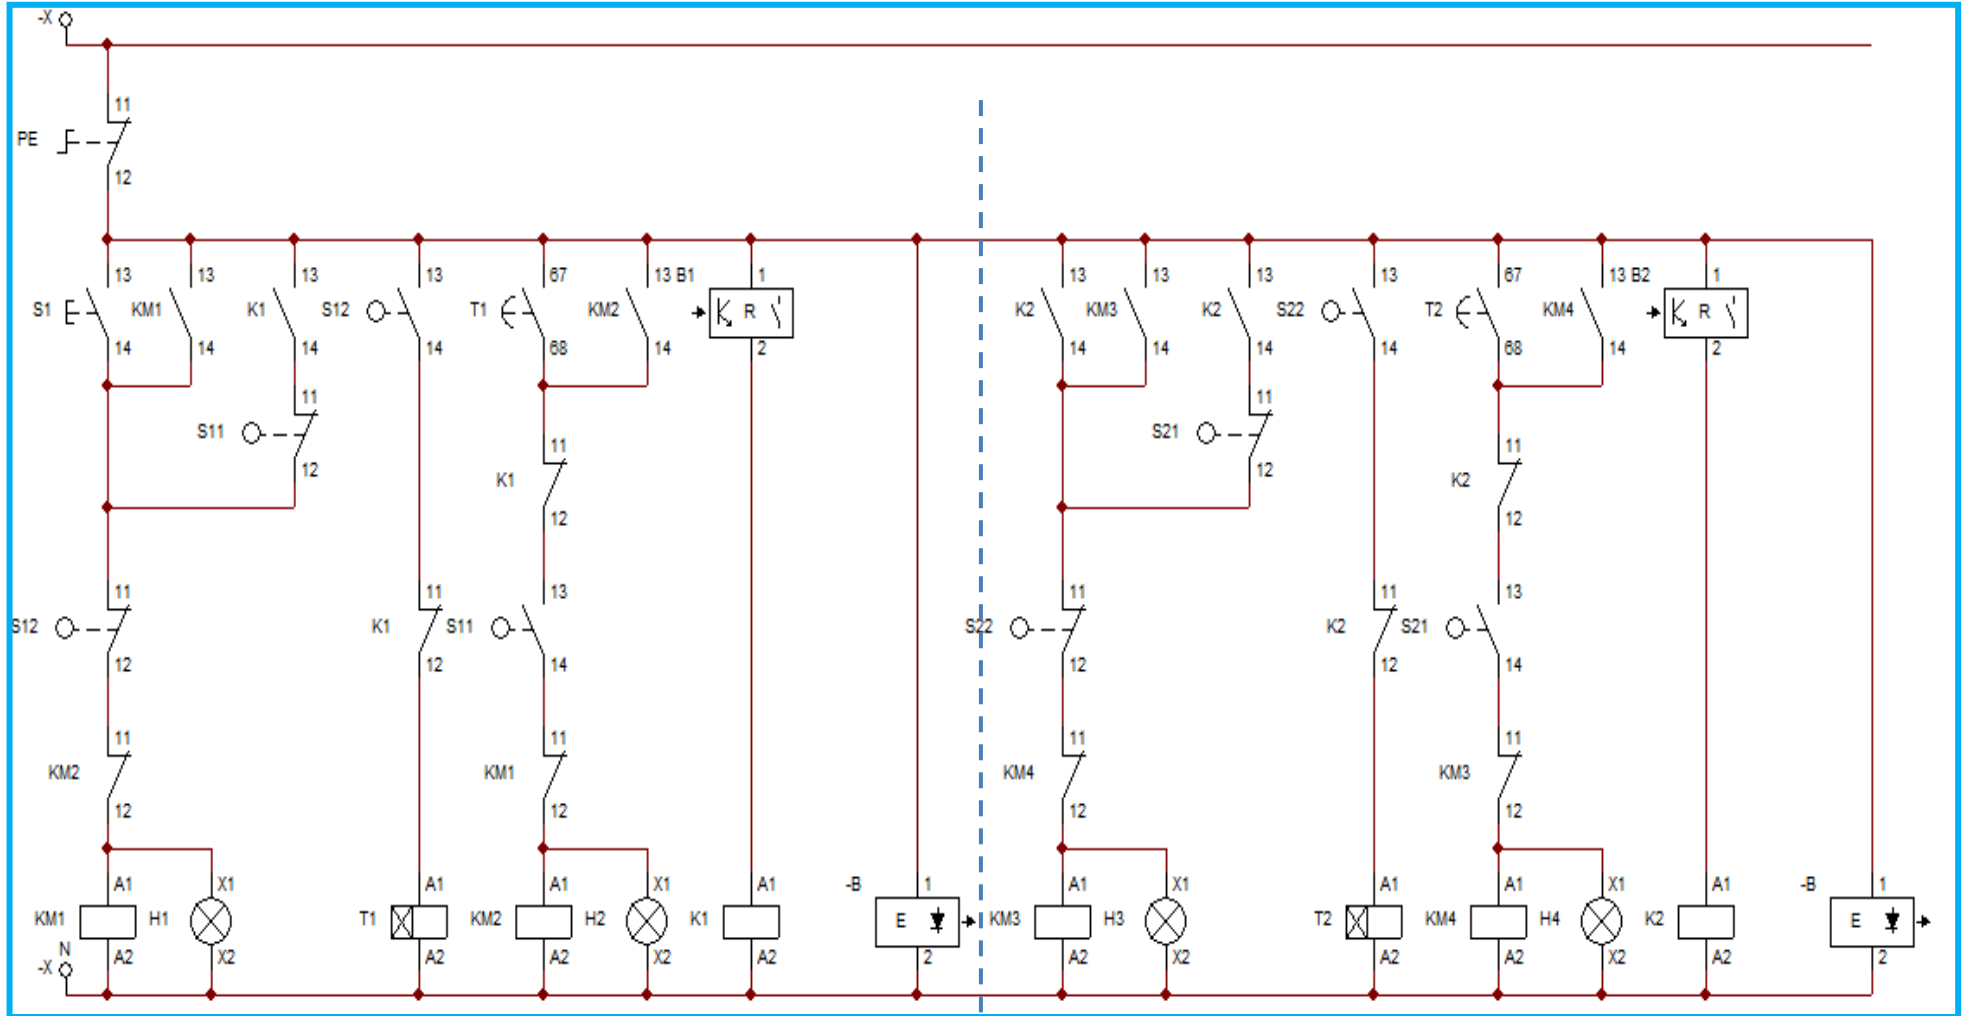 -X
11
PE
12
13 13 13 13 67 13 B1 1 13 13 13 13 67 13 B2 1
S1 KM1 K1 S12 T1 KM2 R K2 KM3 K2 S22 T2 KM4 R
14 14 14 14 68 14 2 14 14 14 14 68 14 2
11 11
S11 S21
12 12
11 11
K1 K2
12 12
11 11 13 11 11 13
S12 K1 S11 S22 K2 S21
12 12 14 12 12 14
11 11 11 11
KM2 KM1 KM4 KM3
12 12 12 12
A1 X1 A1 A1 X1 A1 -B 1 A1 X1 A1 A1 X1 A1 -B 1
KM1 H1 T1 KM2 H2 K1 E KM3 H3 T2 KM4 H4 K2 E
N
-X A2 X2 A2 A2 X2 A2 2 A2 X2 A2 A2 X2 A2 2